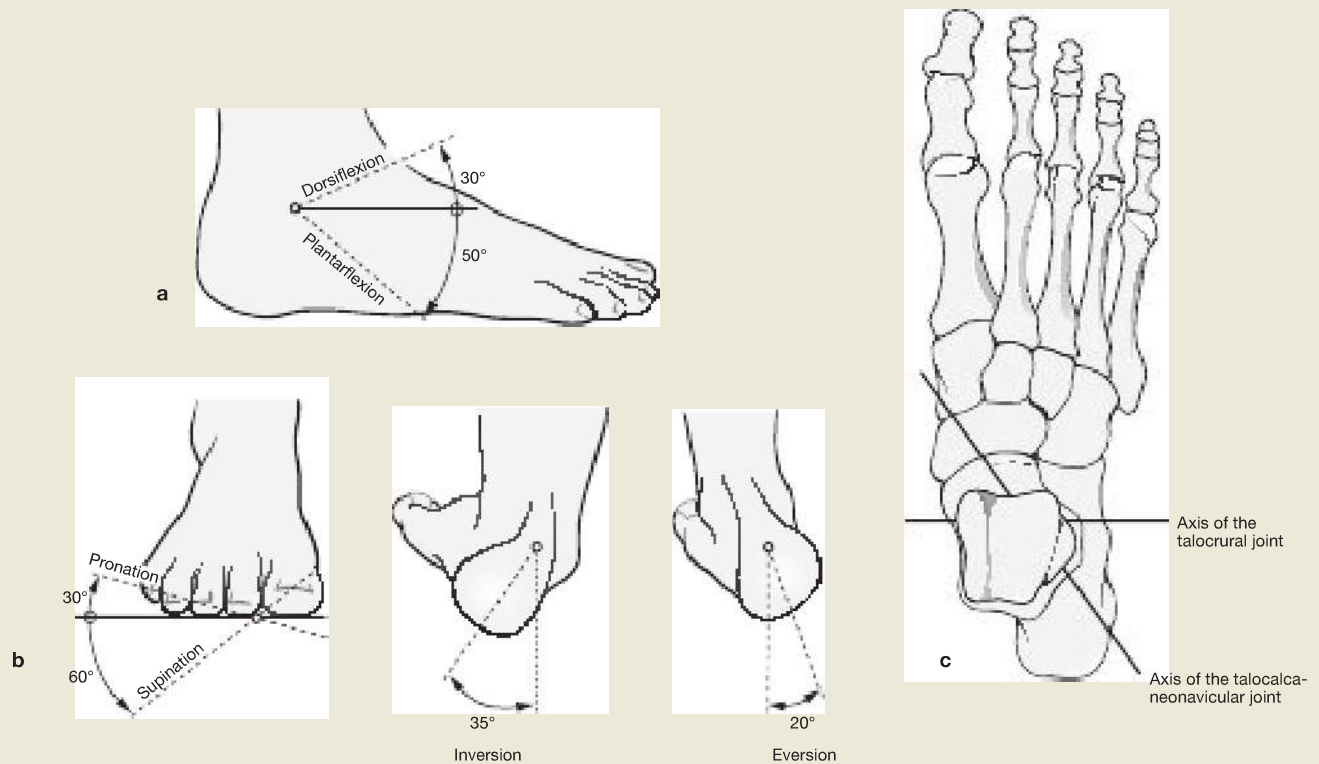 Dorsiflexion
30°
Plantarflexion
50°
a
Pronation
30°
Supination
60°
b
35°
Inversion
20°
Eversion
Axis of the
talocrural joint
c
Axis of the talocalca-
neonavicular joint